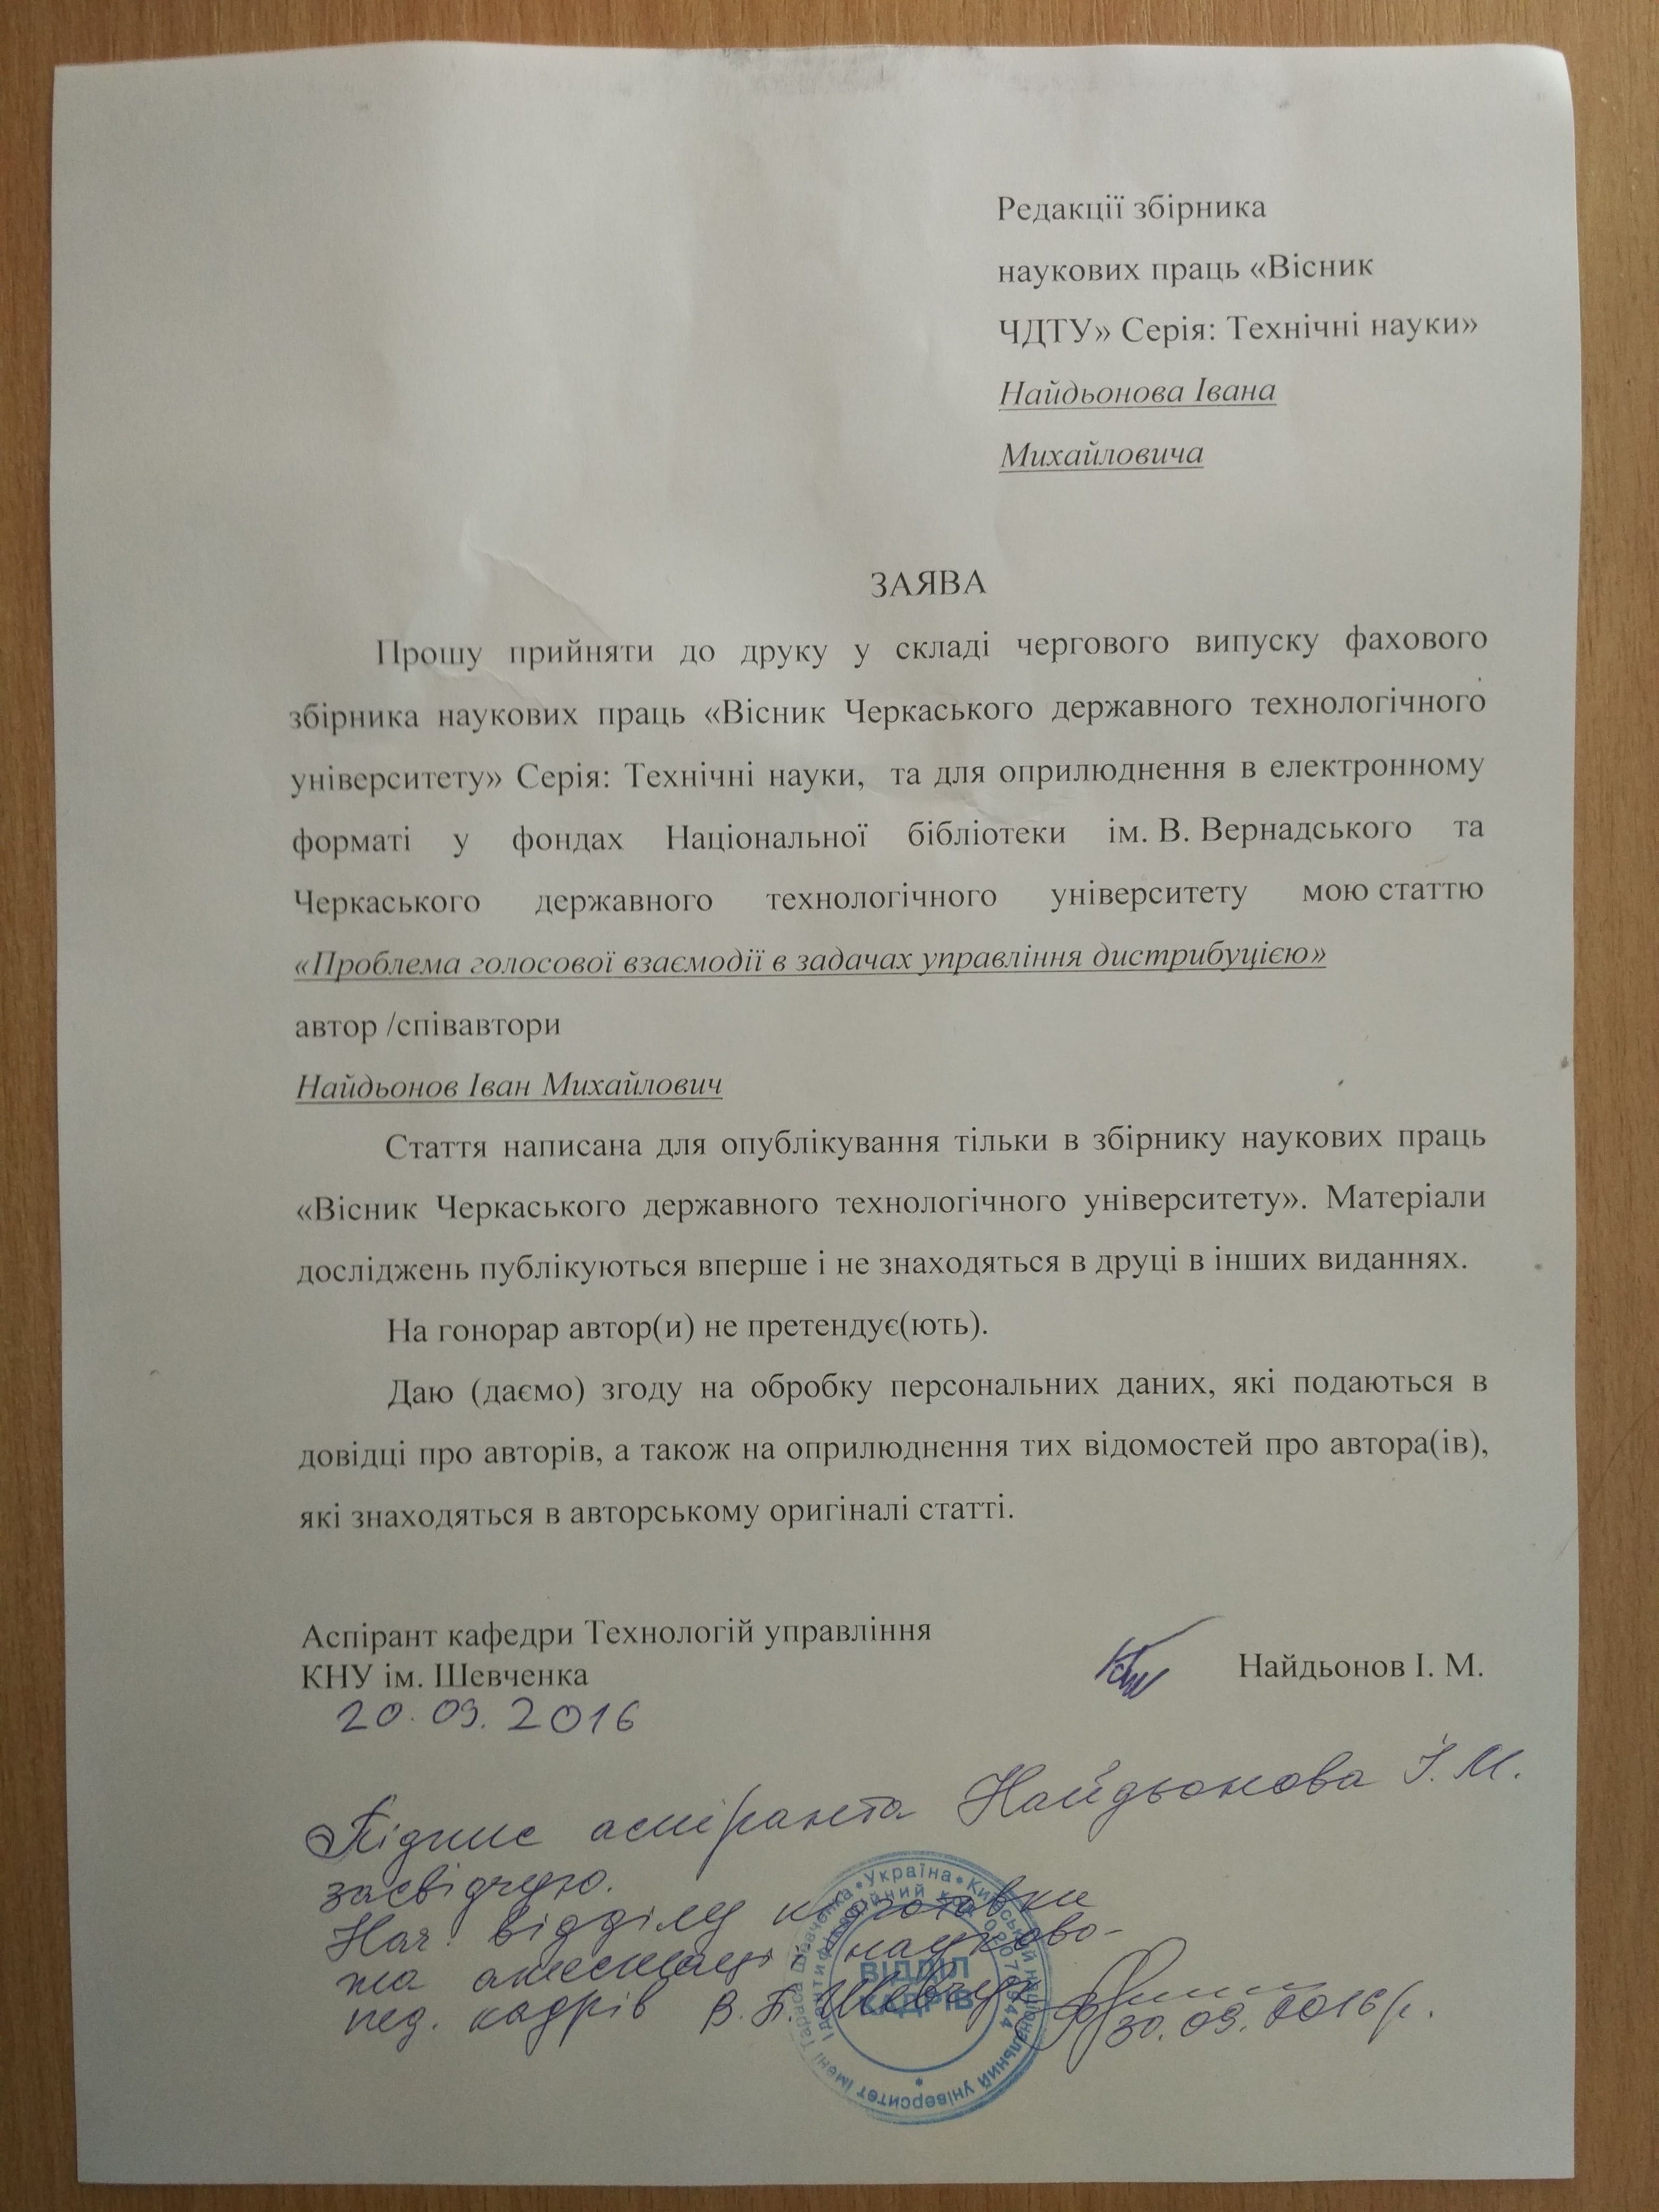 Редакції збірника
наукових праць «Вісник
ЧДТУ» Серія: Технічні науки»
Найдьонова Івана
Михайловича
ЗАЯВА
Прошу прийняти до друку у складі чергового випуску фахового
збірника наукових праць «Вісник Черкаського державного технологічного
університету» Серія: Технічні науки, та для оприлюднення в електронному
форматі у фондах Національної бібліотеки ім. В. Вернадського та
Черкаського державного технологічного університету мою статтю
«Проблема голосової взаємодії в задачах управління дистрибуцією»
автор /співавтори
Найдьонов Іван Михайлович
Стаття написана для опублікування тільки в збірнику наукових праць
«Вісник Черкаського державного технологічного університету». Матеріали
досліджень публікуються вперше і не знаходяться в друці в інших виданнях.
На гонорар автор(и) не претендує(ють).
Даю (даємо) згоду на обробку персональних даних, які подаються в
довідці про авторів, а також на оприлюднення тих відомостей про автора(ів),
які знаходяться в авторському оригіналі статті.
Аспірант кафедри Технологій управління
КНУ ім. Шевченка
Найдьонов І. М.
20.09.2016
Підпис аспіранта Найдьонова І. М.
засвідчую.
Нач. відділу підготовки
та атестації науково-
пед. кадрів В.Б. Шевчук
30.09.2016 р.
Україна * Київський національний університет імені Тараса Шевченка *
Ідентифікаційний код
ВІДДІЛ
КАДРІВ